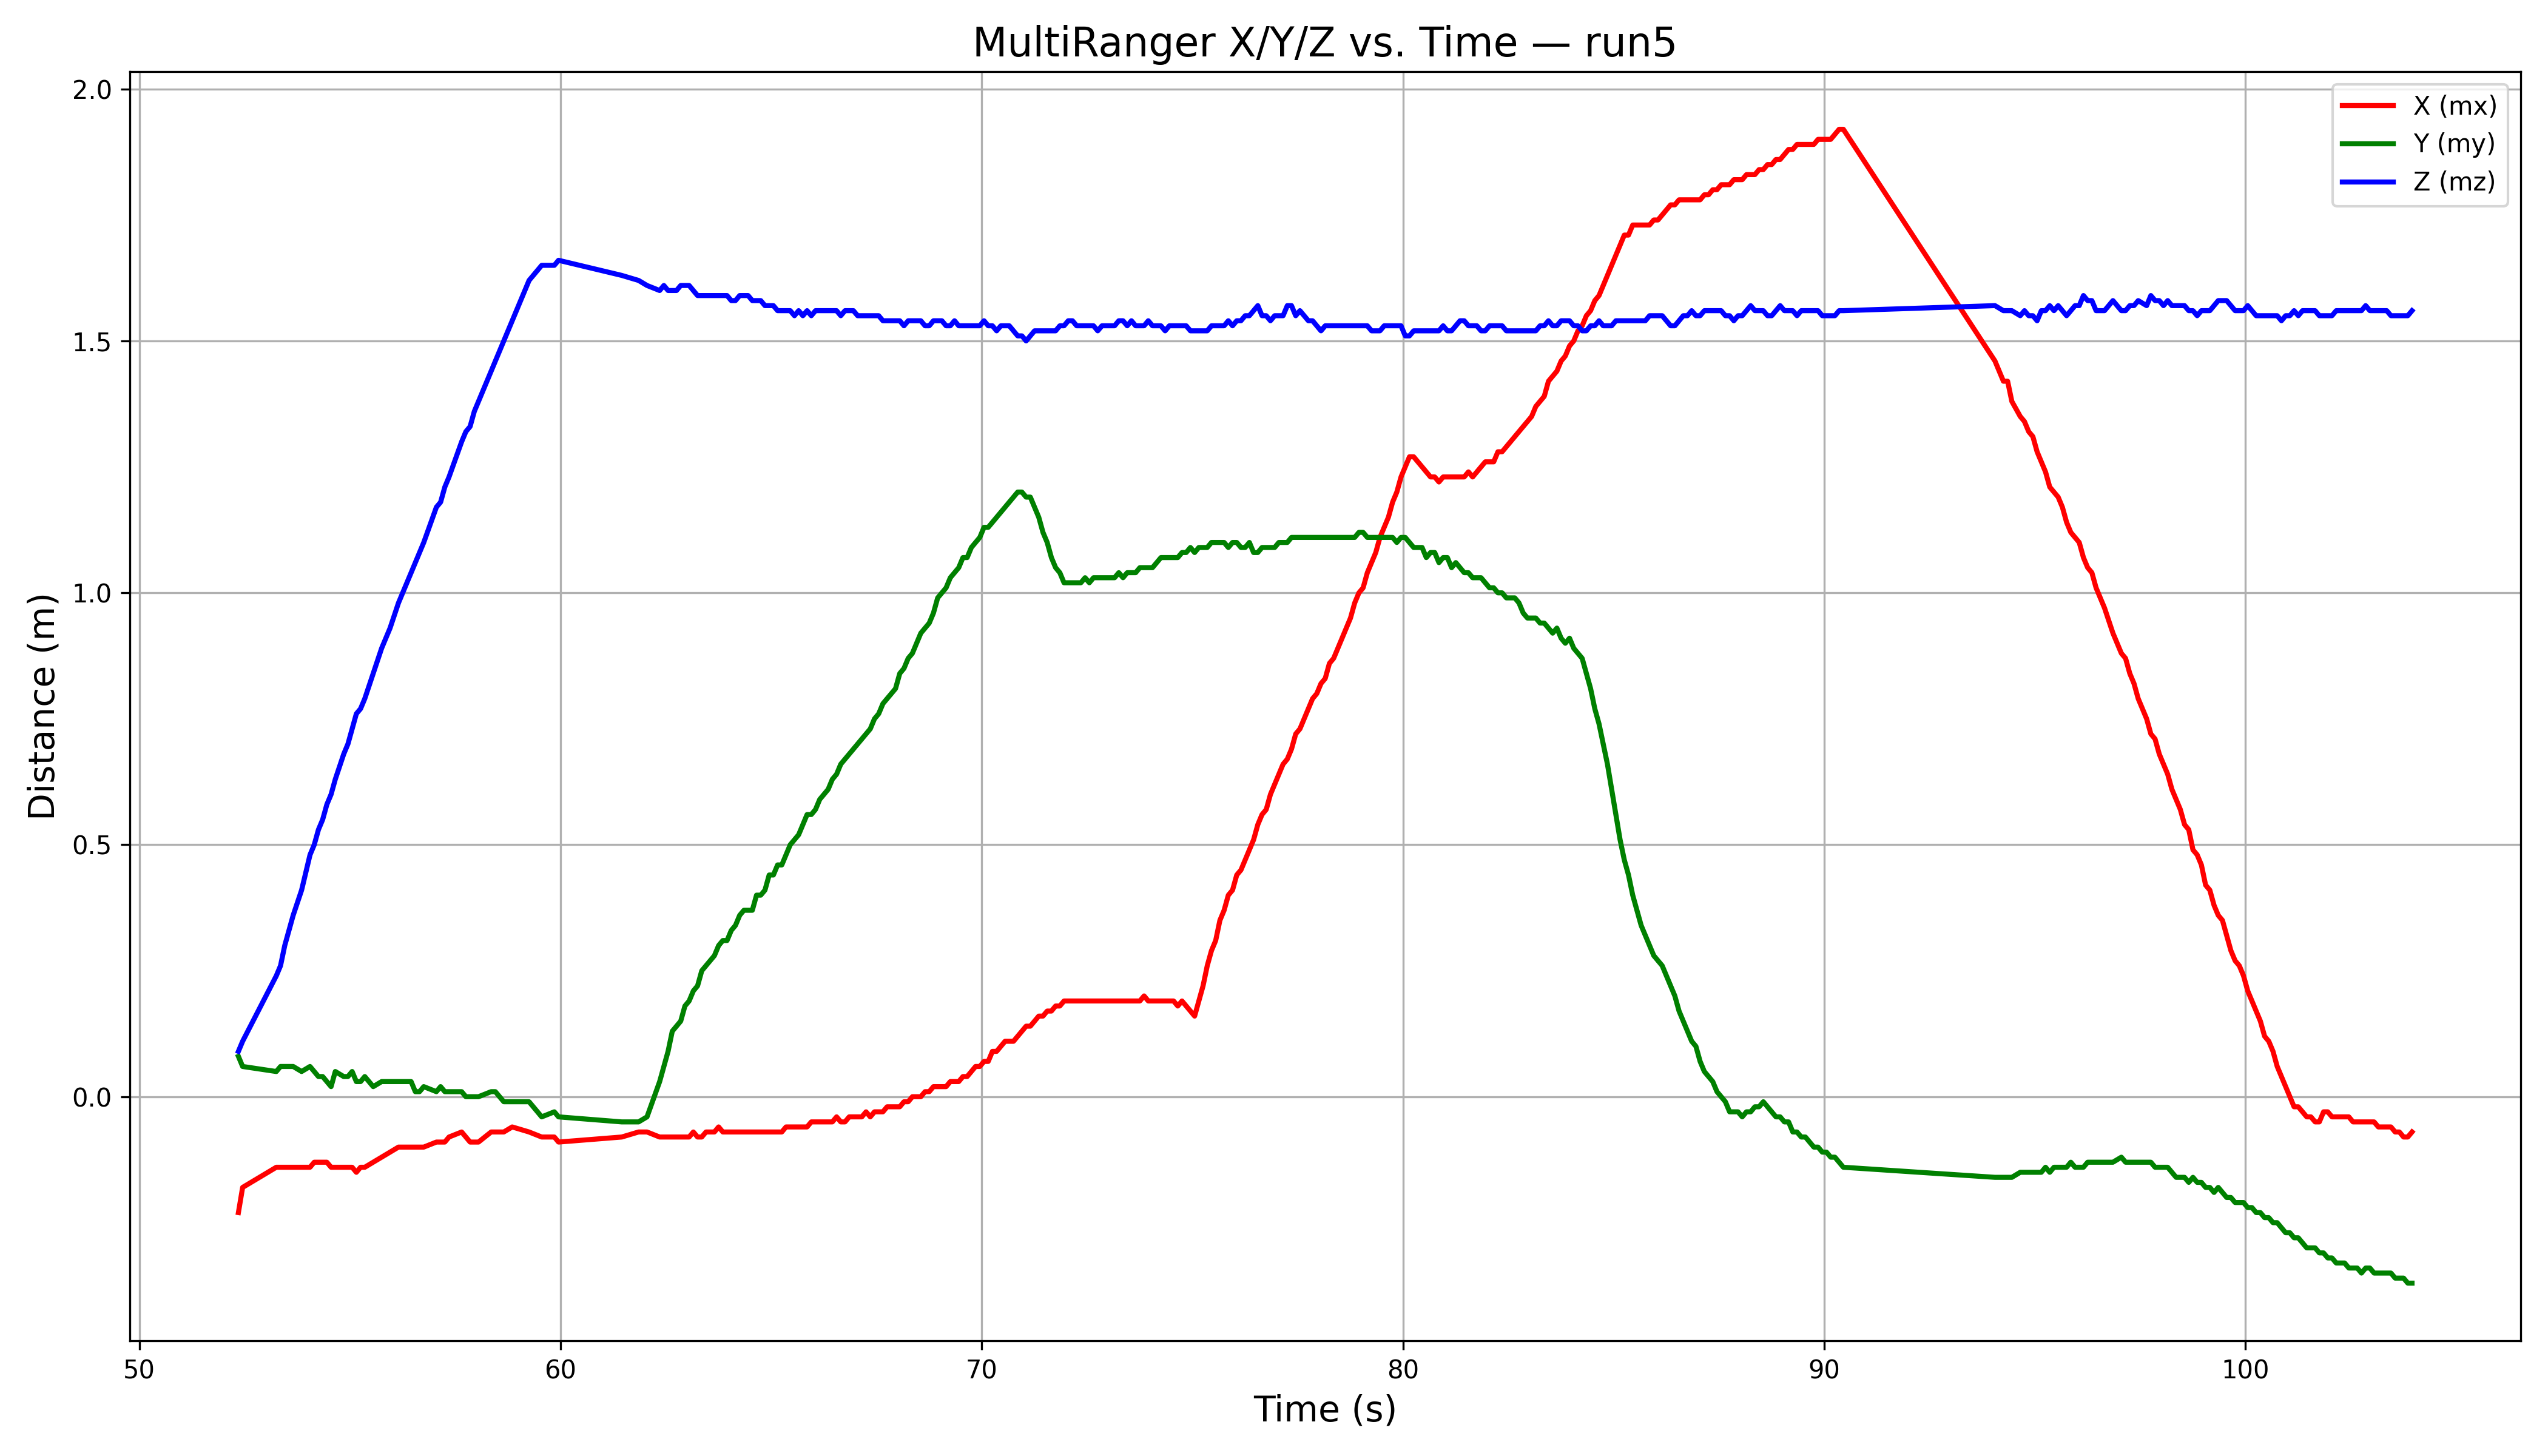 MultiRanger X/Y/Z vs. Time — run5
2.0
1.5
1.0
0.5
0.0
Distance (m)
X (mx)
Y (my)
Z (mz)
50 60 70 80 90 100
Time (s)